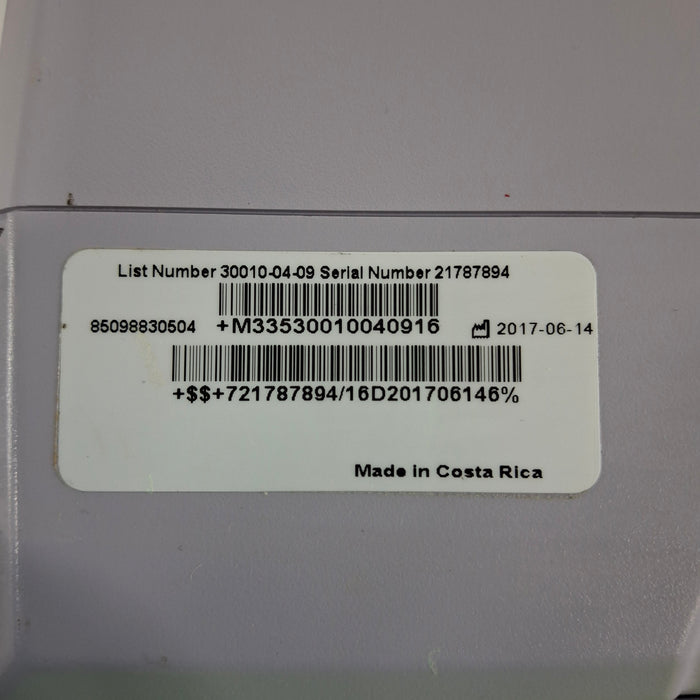 List Number 30010-04-09 Serial Number 21787894
85098830504 +M33530010040916 2017-06-14
+$$+721787894/16D201706146%
Made in Costa Rica